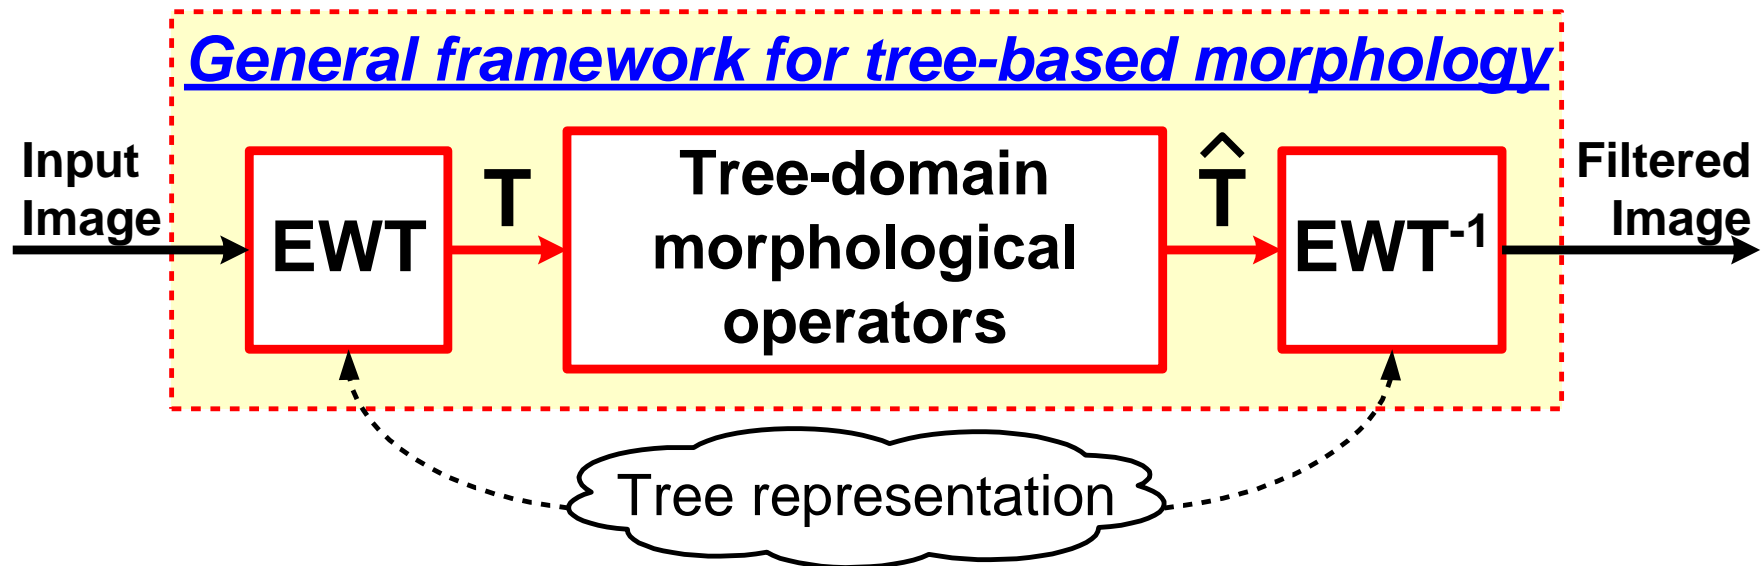 General framework for tree-based morphology
Input
Image
EWT
T
Tree-domain
morphological
operators
T̂
EWT⁻¹
Filtered
Image
Tree representation